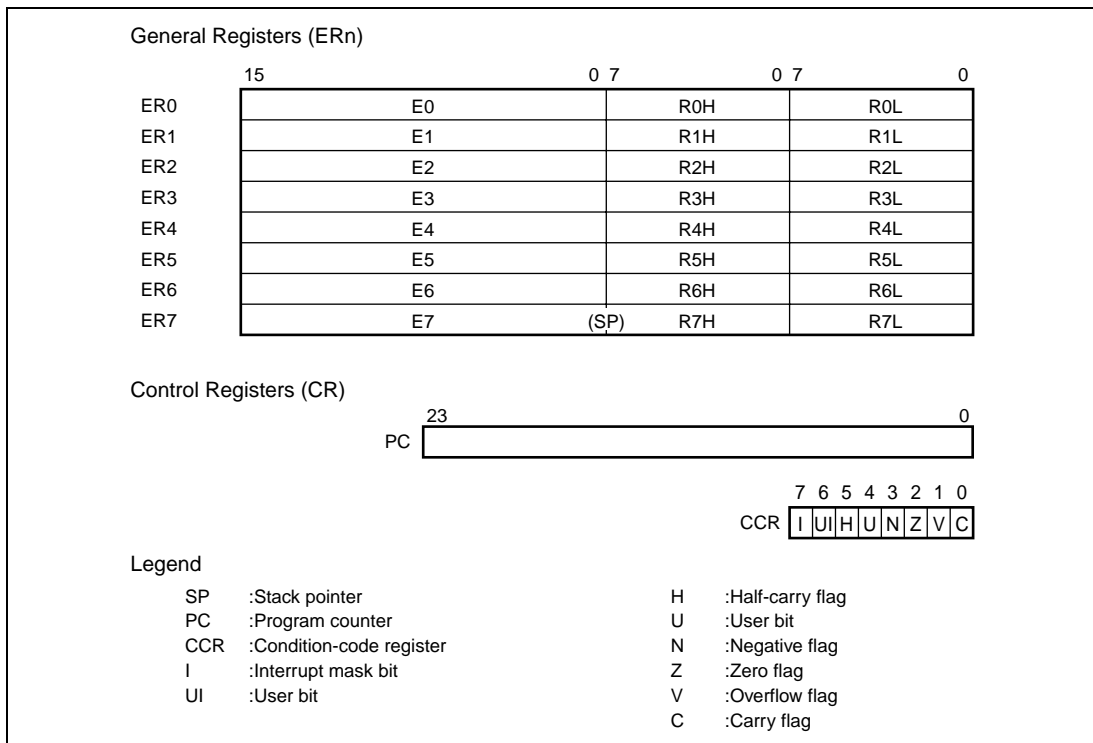 General Registers (ERn)
15 0 7 0 7 0
ER0 E0 R0H R0L
ER1 E1 R1H R1L
ER2 E2 R2H R2L
ER3 E3 R3H R3L
ER4 E4 R4H R4L
ER5 E5 R5H R5L
ER6 E6 R6H R6L
ER7 E7 (SP) R7H R7L
Control Registers (CR)
23 0
PC
7 6 5 4 3 2 1 0
CCR I UI H U N Z V C
Legend
SP :Stack pointer
PC :Program counter
CCR :Condition-code register
I :Interrupt mask bit
UI :User bit
H :Half-carry flag
U :User bit
N :Negative flag
Z :Zero flag
V :Overflow flag
C :Carry flag